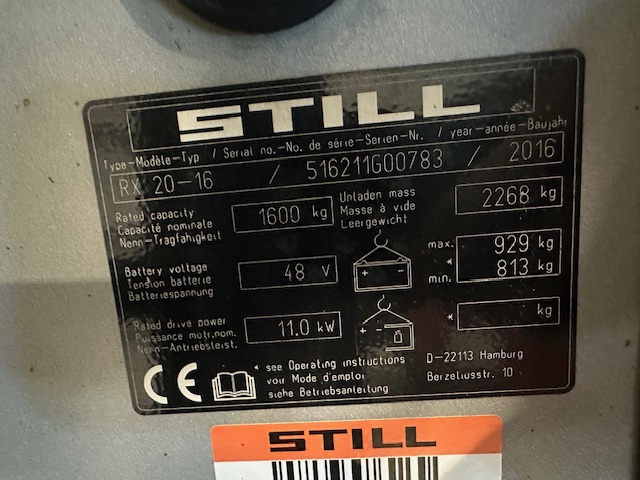 STILL
Type-Modèle-Typ / Serial no.-No. de série-Serien-Nr. / year-année-Baujahr
RX 20-16 / 516211G00783 / 2016
Rated capacity
Capacité nominale
Nenn-Tragfähigkeit
1600 kg
Unladen mass
Masse à vide
Leergewicht
2268 kg
Battery voltage
Tension batterie
Batteriespannung
48 V
+ -
max. 929 kg
*
min. 813 kg
Rated drive power
Puissance motr.nom.
Nenn-Antriebsleist.
11.0 kW
+ -
* kg
CE
* see Operating instructions
voir Mode d'emploi
siehe Betriebsanleitung
D-22113 Hamburg
Berzeliusstr. 10
STILL